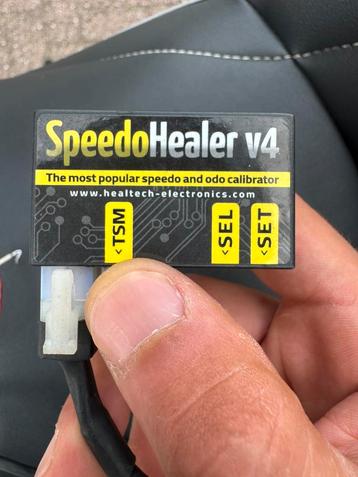 SpeedoHealer v4
The most popular speedo and odo calibrator
www.healtech-electronics.com
<TSM
<SEL
<SET